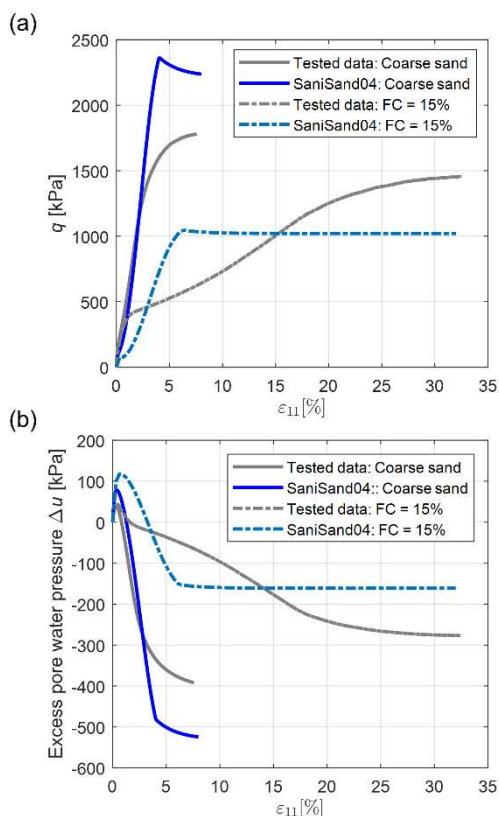 (a)
2500
2000
1500
1000
500
0
q [kPa]
Tested data: Coarse sand
SaniSand04: Coarse sand
Tested data: FC = 15%
SaniSand04: FC = 15%
0 5 10 15 20 25 30 35
ε₁₁[%]
(b)
200
100
0
-100
-200
-300
-400
-500
-600
Excess pore water pressure Δu [kPa]
Tested data: Coarse sand
SaniSand04:: Coarse sand
Tested data: FC = 15%
SaniSand04: FC = 15%
0 5 10 15 20 25 30 35
ε₁₁[%]